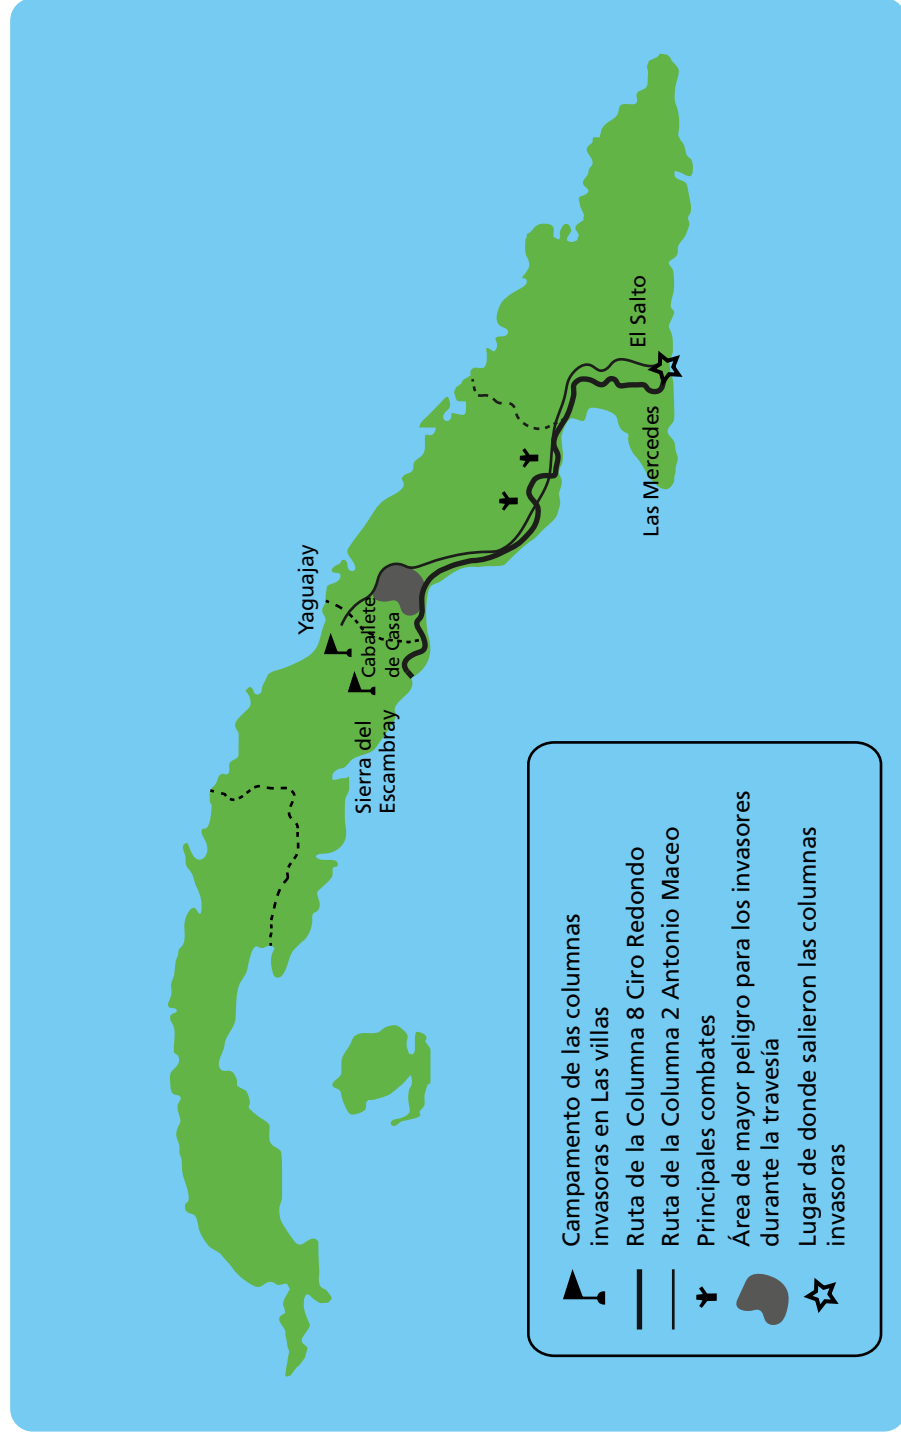 Yaguajay
Caballete
de Casa
Sierra del
Escambray
El Salto
Las Mercedes
Campamento de las columnas
invasoras en Las villas
Ruta de la Columna 8 Ciro Redondo
Ruta de la Columna 2 Antonio Maceo
Principales combates
Área de mayor peligro para los invasores
durante la travesía
Lugar de donde salieron las columnas
invasoras